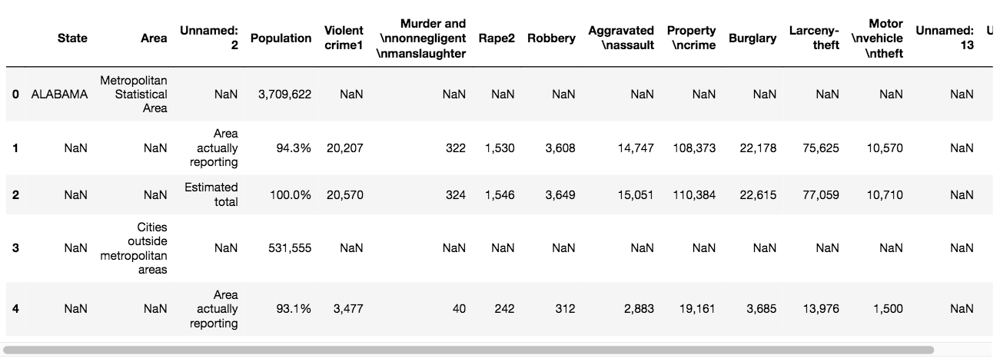 State Area Unnamed: 2 Population Violent crime1 Murder and \nnonnegligent \nmanslaughter Rape2 Robbery Aggravated \nassault Property \ncrime Burglary Larceny-theft Motor \nvehicle \ntheft Unnamed: 13 U
0 ALABAMA Metropolitan Statistical Area NaN 3,709,622 NaN NaN NaN NaN NaN NaN NaN NaN NaN NaN
1 NaN NaN Area actually reporting 94.3% 20,207 322 1,530 3,608 14,747 108,373 22,178 75,625 10,570 NaN
2 NaN NaN Estimated total 100.0% 20,570 324 1,546 3,649 15,051 110,384 22,615 77,059 10,710 NaN
3 NaN Cities outside metropolitan areas NaN 531,555 NaN NaN NaN NaN NaN NaN NaN NaN NaN NaN
4 NaN NaN Area actually reporting 93.1% 3,477 40 242 312 2,883 19,161 3,685 13,976 1,500 NaN